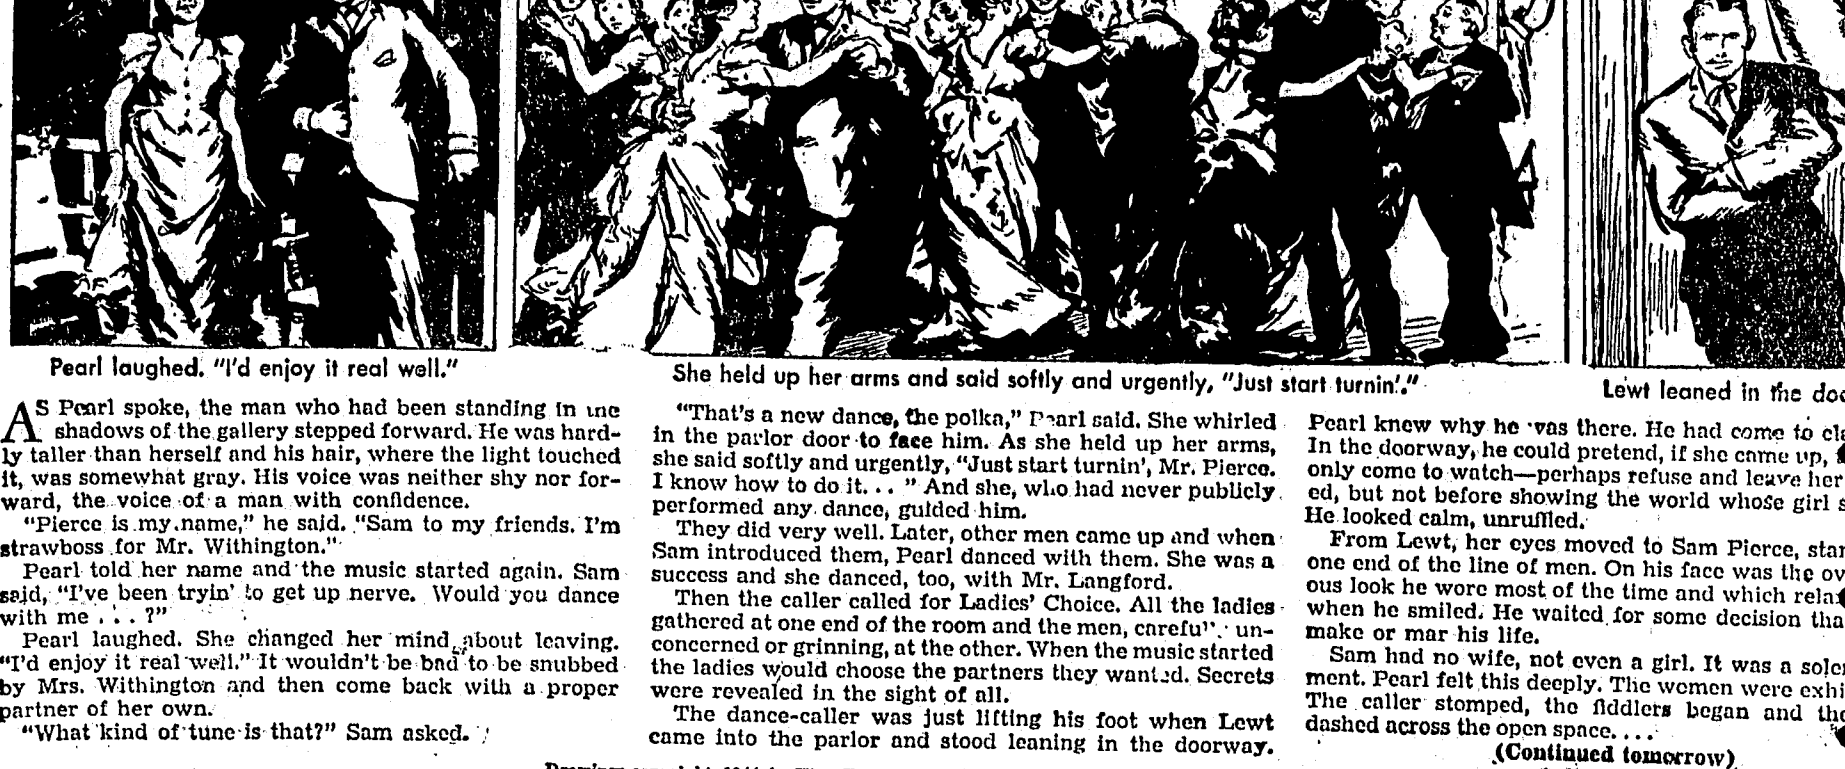 Pearl laughed. "I'd enjoy it real well."
She held up her arms and said softly and urgently, "Just start turnin'."
Lewt leaned in the
AS Pearl spoke, the man who had been standing in the
shadows of the gallery stepped forward. He was hard-
ly taller than herself and his hair, where the light touched
it, was somewhat gray. His voice was neither shy nor for-
ward, the voice of a man with confidence.
"Pierce is my name," he said. "Sam to my friends. I'm
strawboss for Mr. Withington."
Pearl told her name and the music started again. Sam
said, "I've been tryin' to get up nerve. Would you dance
with me . . . ?"
Pearl laughed. She changed her mind about leaving.
"I'd enjoy it real well." It wouldn't be bad to be snubbed
by Mrs. Withington and then come back with a proper
partner of her own.
"What kind of tune is that?" Sam asked.
"That's a new dance, the polka," Pearl said. She whirled
in the parlor door to face him. As she held up her arms,
she said softly and urgently, "Just start turnin', Mr. Pierce.
I know how to do it. . . " And she, who had never publicly
performed any dance, guided him.
They did very well. Later, other men came up and when
Sam introduced them, Pearl danced with them. She was a
success and she danced, too, with Mr. Langford.
Then the caller called for Ladies' Choice. All the ladies
gathered at one end of the room and the men, carefully un-
concerned or grinning, at the other. When the music started
the ladies would choose the partners they wanted. Secrets
were revealed in the sight of all.
The dance-caller was just lifting his foot when Lewt
came into the parlor and stood leaning in the doorway.
Pearl knew why he was there. He had come to
In the doorway, he could pretend, if she came up,
only come to watch—perhaps refuse and leave her
ed, but not before showing the world whose girl
He looked calm, unruffled.
From Lewt, her eyes moved to Sam Pierce,
one end of the line of men. On his face was the
ous look he wore most of the time and which
when he smiled. He waited for some decision
make or mar his life.
Sam had no wife, not even a girl. It was a
ment. Pearl felt this deeply. The women were
The caller stomped, the fiddlers began and
dashed across the open space. . . .
(Continued tomorrow)